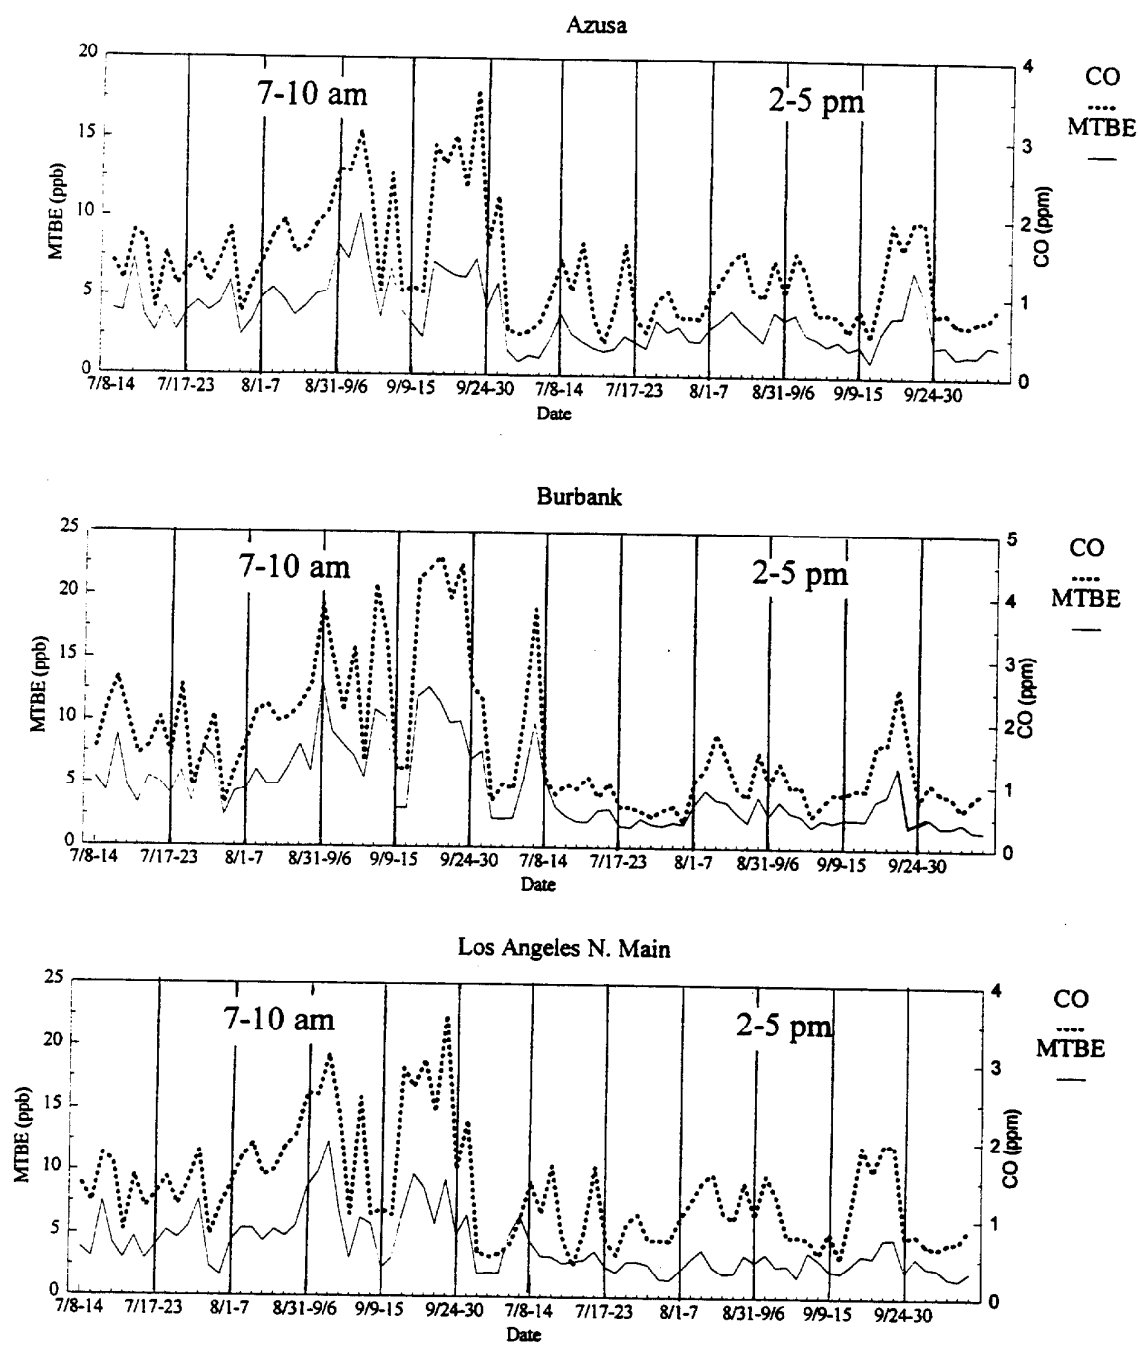 Azusa
20
15
10
5
0
MTBE (ppb)
7-10 am
2-5 pm
4
3
2
1
0
CO (ppm)
CO
MTBE
7/8-14 7/17-23 8/1-7 8/31-9/6 9/9-15 9/24-30 7/8-14 7/17-23 8/1-7 8/31-9/6 9/9-15 9/24-30
Date
Burbank
25
20
15
10
5
0
MTBE (ppb)
7-10 am
2-5 pm
5
4
3
2
1
0
CO (ppm)
CO
MTBE
7/8-14 7/17-23 8/1-7 8/31-9/6 9/9-15 9/24-30 7/8-14 7/17-23 8/1-7 8/31-9/6 9/9-15 9/24-30
Date
Los Angeles N. Main
25
20
15
10
5
0
MTBE (ppb)
7-10 am
2-5 pm
4
3
2
1
0
CO (ppm)
CO
MTBE
7/8-14 7/17-23 8/1-7 8/31-9/6 9/9-15 9/24-30 7/8-14 7/17-23 8/1-7 8/31-9/6 9/9-15 9/24-30
Date